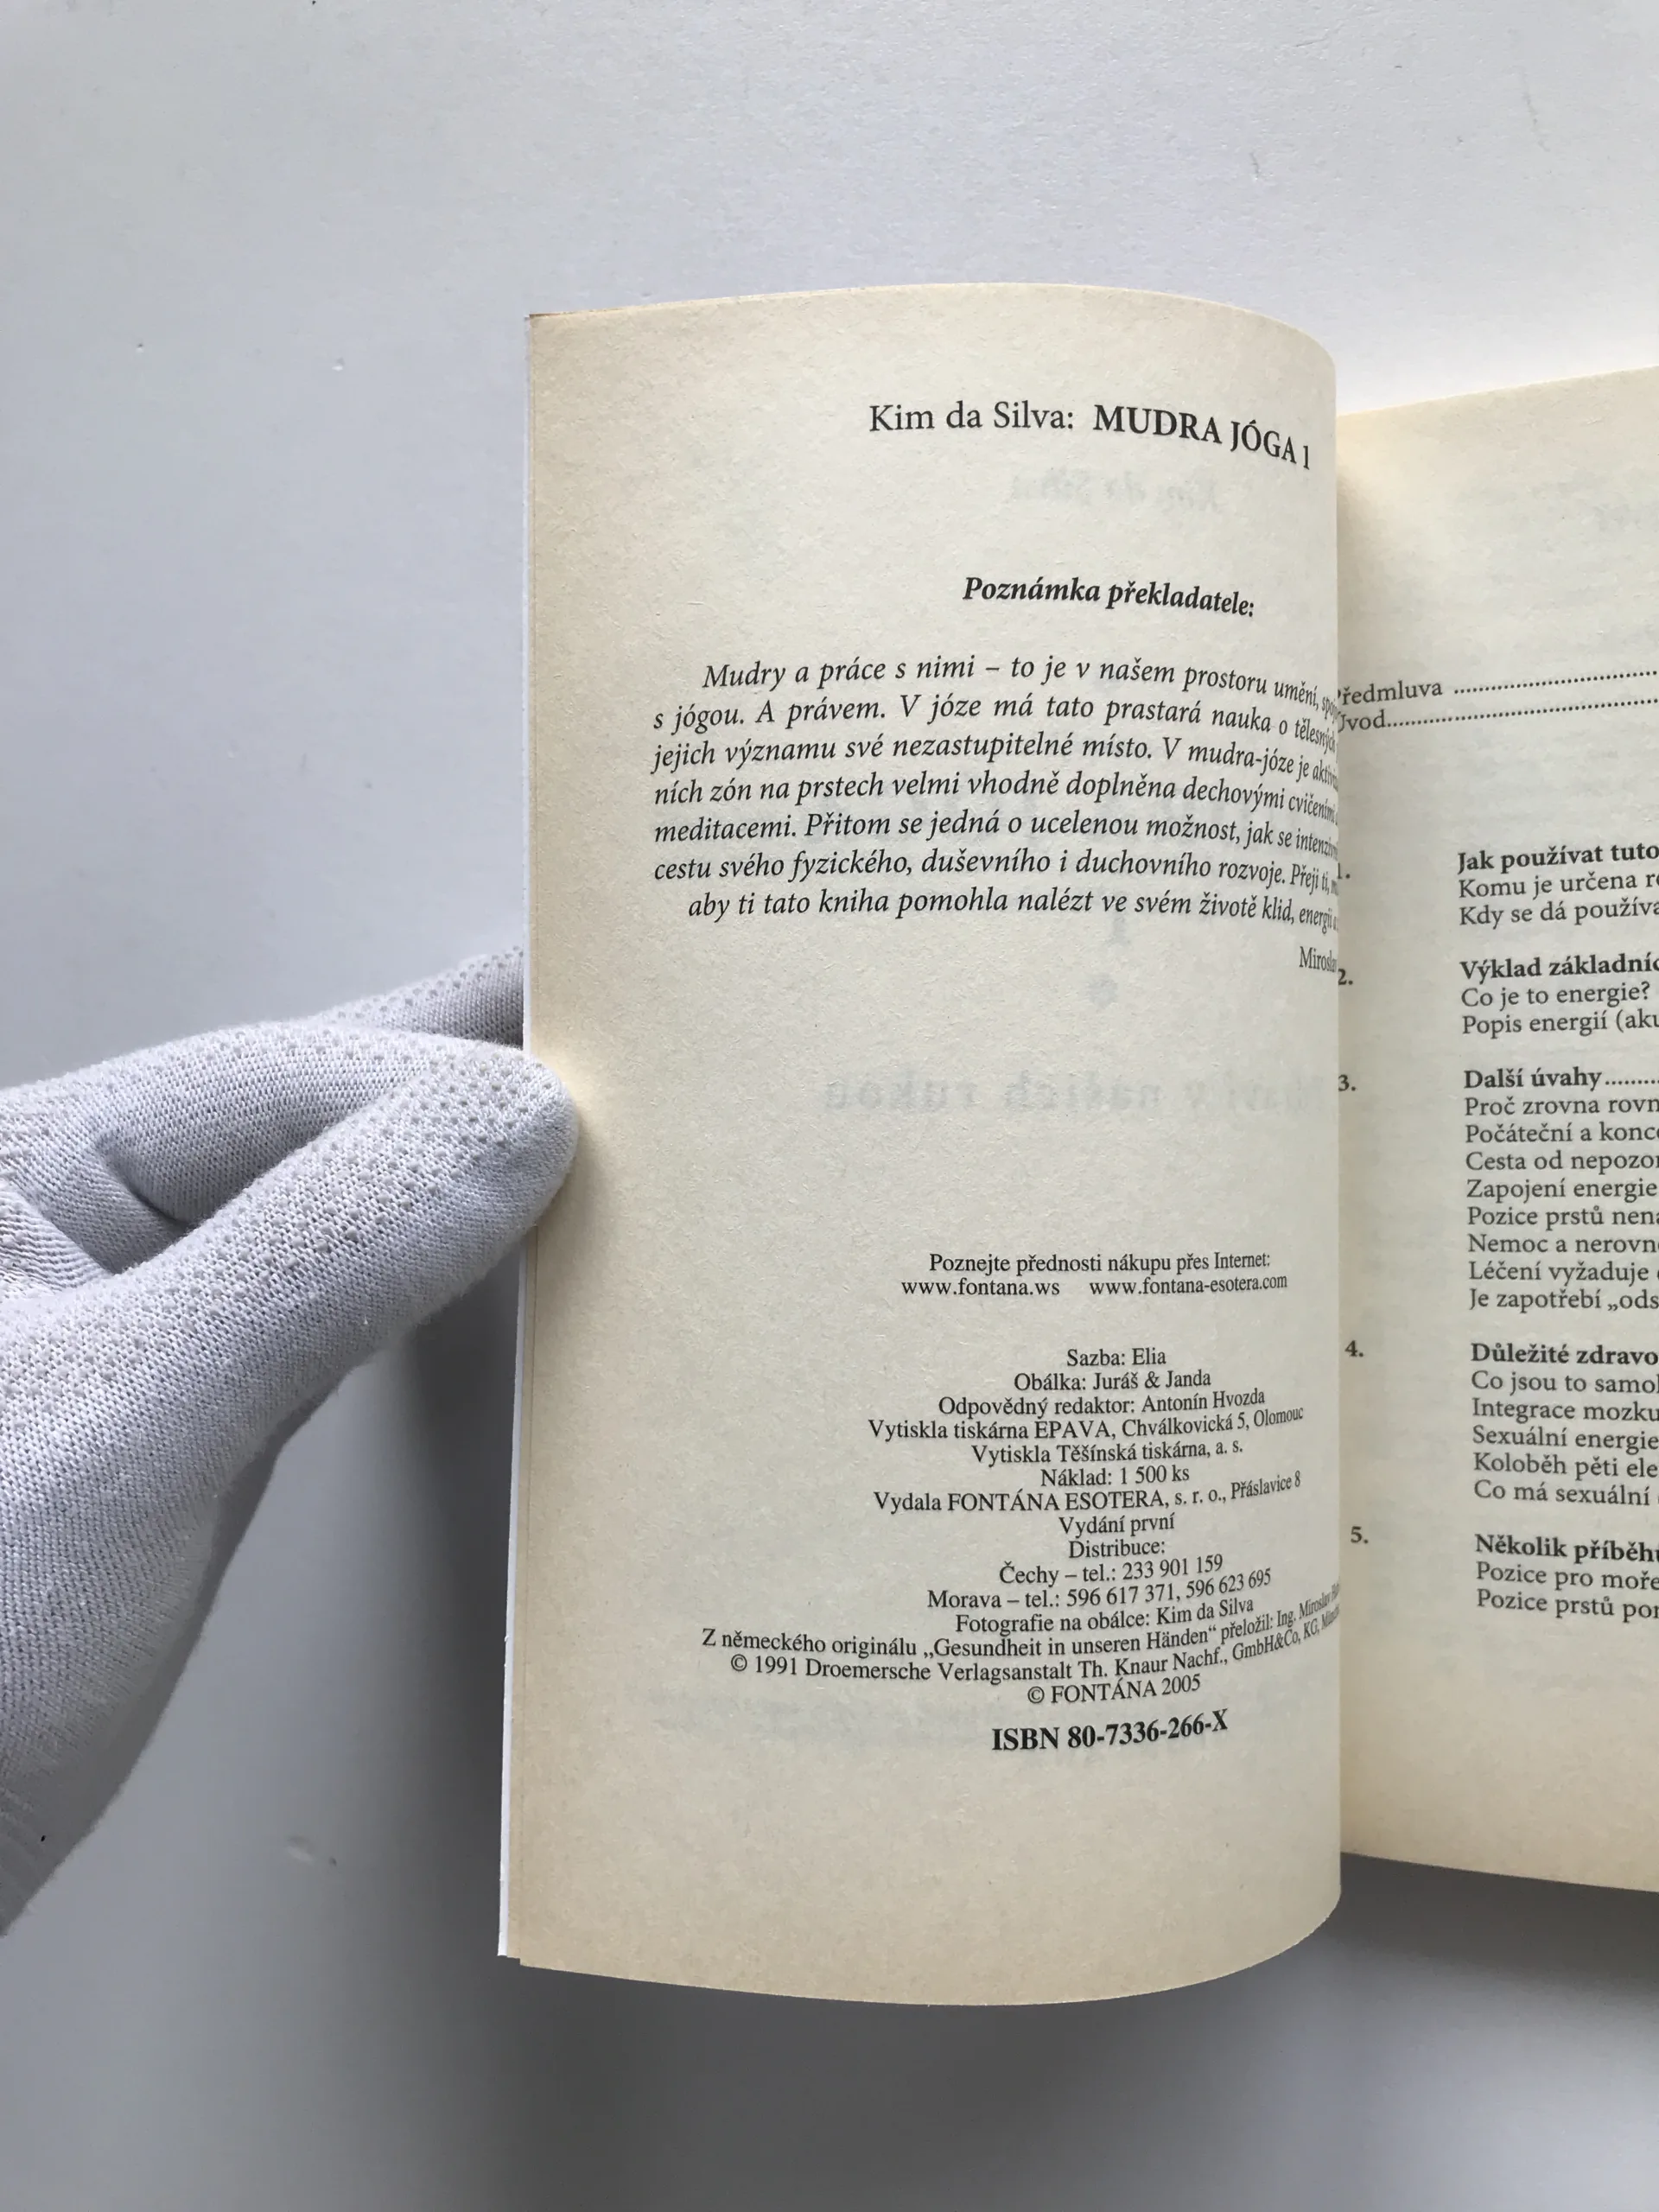 Kim da Silva: MUDRA JÓGA 1
Poznámka překladatele:
Mudry a práce s nimi – to je v našem prostoru umění,
s jógou. A právem. V józe má tato prastará nauka o tělesných
jejich významu své nezastupitelné místo. V mudra-józe je
ních zón na prstech velmi vhodně doplněna dechovými cvičeními
meditacemi. Přitom se jedná o ucelenou možnost, jak se
cestu svého fyzického, duševního i duchovního rozvoje. Přeji ti,
aby ti tato kniha pomohla nalézt ve svém životě klid, energii
Poznejte přednosti nákupu přes Internet:
www.fontana.ws www.fontana-esotera.com
Sazba: Elia
Obálka: Juráš & Janda
Odpovědný redaktor: Antonín Hvozda
Vytiskla tiskárna EPAVA, Chválkovická 5, Olomouc
Vytiskla Těšínská tiskárna, a. s.
Náklad: 1 500 ks
Vydala FONTÁNA ESOTERA, s. r. o., Přáslavice 8
Vydání první
Distribuce:
Čechy – tel.: 233 901 159
Morava – tel.: 596 617 371, 596 623 695
Fotografie na obálce: Kim da Silva
Z německého originálu „Gesundheit in unseren Händen“ přeložil: Ing. Miroslav
© 1991 Droemersche Verlagsanstalt Th. Knaur Nachf., GmbH&Co, KG,
© FONTÁNA 2005
ISBN 80-7336-266-X
ředmluva
vod
1. Jak používat tuto
Komu je určena
Kdy se dá používa
2. Výklad základníc
Co je to energie?
Popis energií (aku
3. Další úvahy
Proč zrovna rovn
Počáteční a konc
Cesta od nepozor
Zapojení energie
Pozice prstů nena
Nemoc a nerovn
Léčení vyžaduje
Je zapotřebí „ods
4. Důležité zdravo
Co jsou to samo
Integrace mozku
Sexuální energie
Koloběh pěti ele
Co má sexuální
5. Několik příběhů
Pozice pro moře
Pozice prstů por